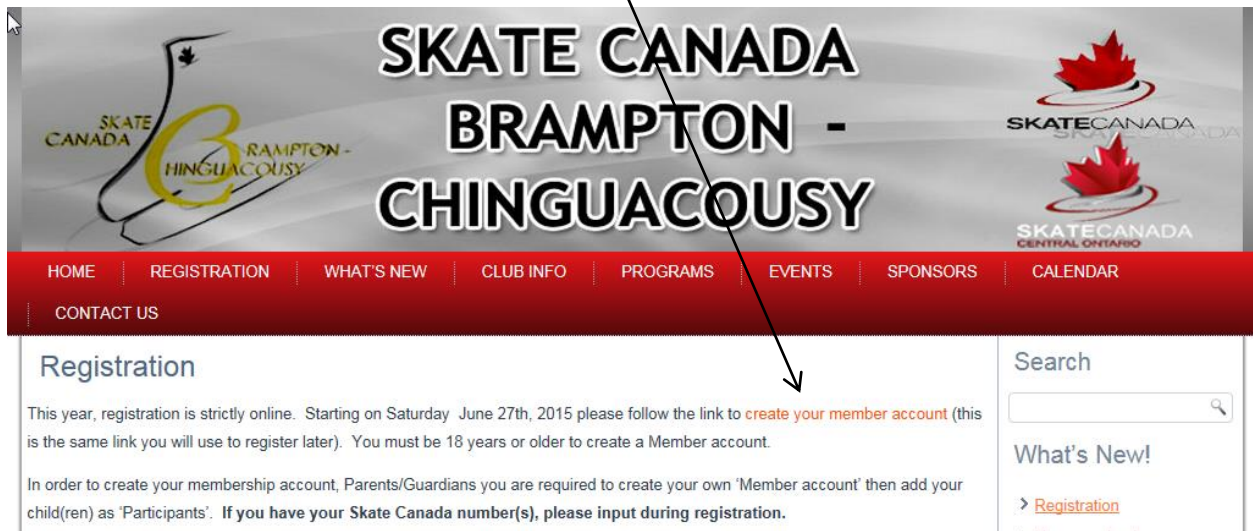 SKATE
CANADA
BRAMPTON -
CHINGUACOUSY
SKATE CANADA
BRAMPTON -
CHINGUACOUSY
SKATECANADA
SKATECANADA
CENTRAL ONTARIO
HOME REGISTRATION WHAT'S NEW CLUB INFO PROGRAMS EVENTS SPONSORS CALENDAR
CONTACT US
Registration
This year, registration is strictly online. Starting on Saturday June 27th, 2015 please follow the link to create your member account (this
is the same link you will use to register later). You must be 18 years or older to create a Member account.
In order to create your membership account, Parents/Guardians you are required to create your own 'Member account' then add your
child(ren) as 'Participants'. If you have your Skate Canada number(s), please input during registration.
Search
What's New!
Registration